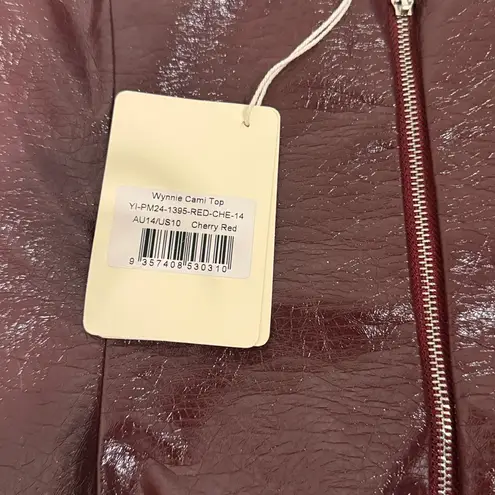 Wynnie Cami Top
YI-PM24-1395-RED-CHE-14
AU14/US10 Cherry Red
9 357408 530310